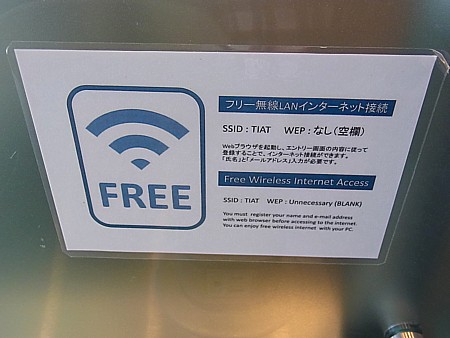 FREE
フリー無線LANインターネット接続
SSID : TIAT WEP : なし(空欄)
Webブラウザを起動し、エントリー画面の内容に従って
登録することで、インターネット接続ができます。
「氏名」と「メールアドレス」入力が必要です。
Free Wireless Internet Access
SSID : TIAT WEP : Unnecessary (BLANK)
You must register your name and e-mail address
with web browser before accessing to the internet.
You can enjoy free wireless internet with your PC.